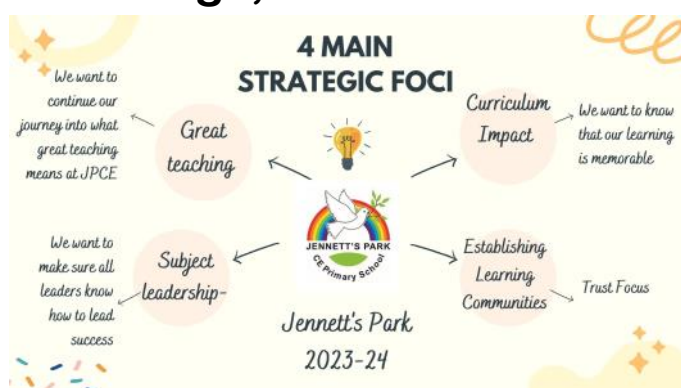 4 MAIN
STRATEGIC FOCI
We want to
continue our
journey into what
great teaching
means at JPCE
Great
teaching
Curriculum
Impact
We want to know
that our learning
is memorable
We want to
make sure all
leaders know
how to lead
success
Subject
leadership-
JENNETT'S PARK
CE Primary School
Establishing
Learning
Communities
Trust Focus
Jennett's Park
2023-24